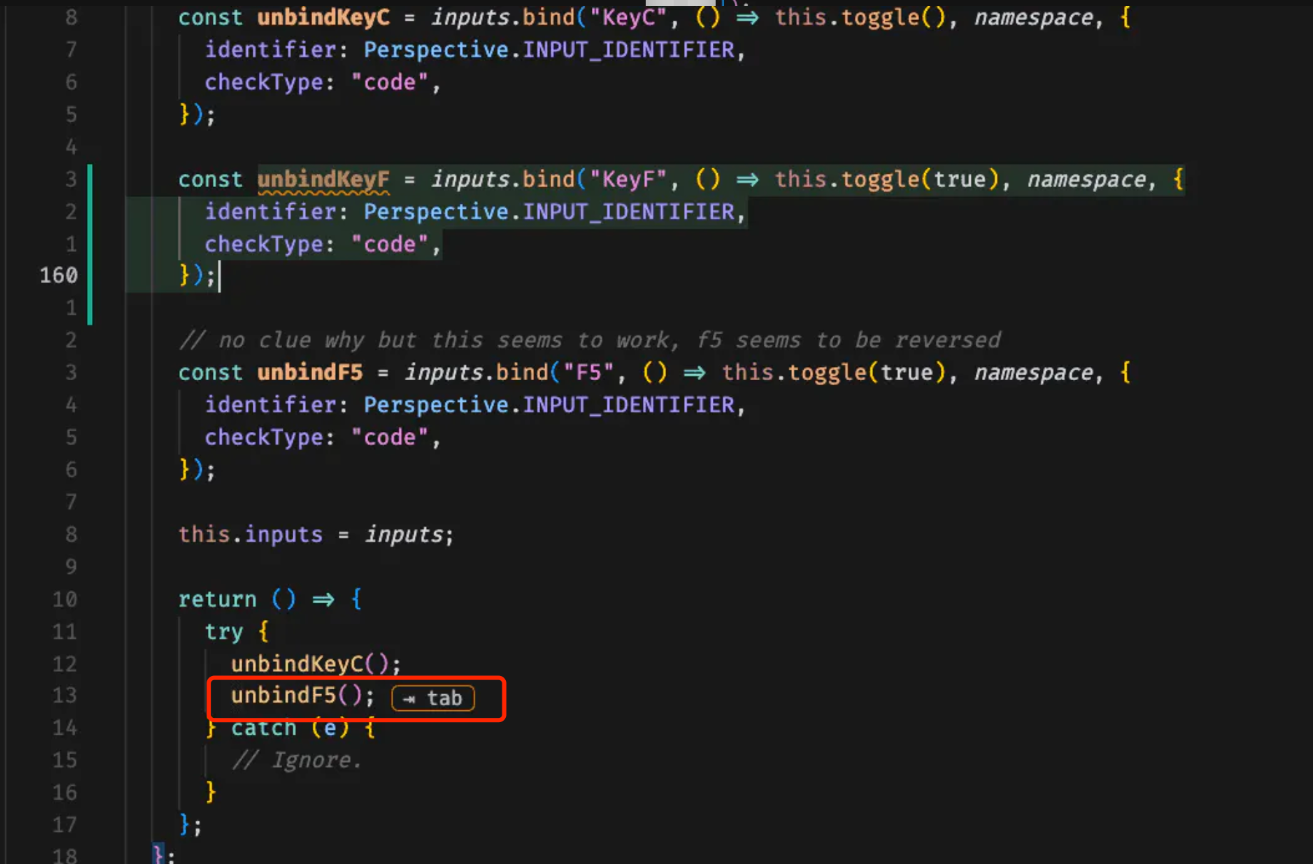 8 const unbindKeyC = inputs.bind("KeyC", () => this.toggle(), namespace, {
7 identifier: Perspective.INPUT_IDENTIFIER,
6 checkType: "code",
5 });
4
3 const unbindKeyF = inputs.bind("KeyF", () => this.toggle(true), namespace, {
2 identifier: Perspective.INPUT_IDENTIFIER,
1 checkType: "code",
160 });
1
2 // no clue why but this seems to work, f5 seems to be reversed
3 const unbindF5 = inputs.bind("F5", () => this.toggle(true), namespace, {
4 identifier: Perspective.INPUT_IDENTIFIER,
5 checkType: "code",
6 });
7
8 this.inputs = inputs;
9
10 return () => {
11 try {
12 unbindKeyC();
13 unbindF5(); ⇥ tab
14 } catch (e) {
15 // Ignore.
16 }
17 };
18 };